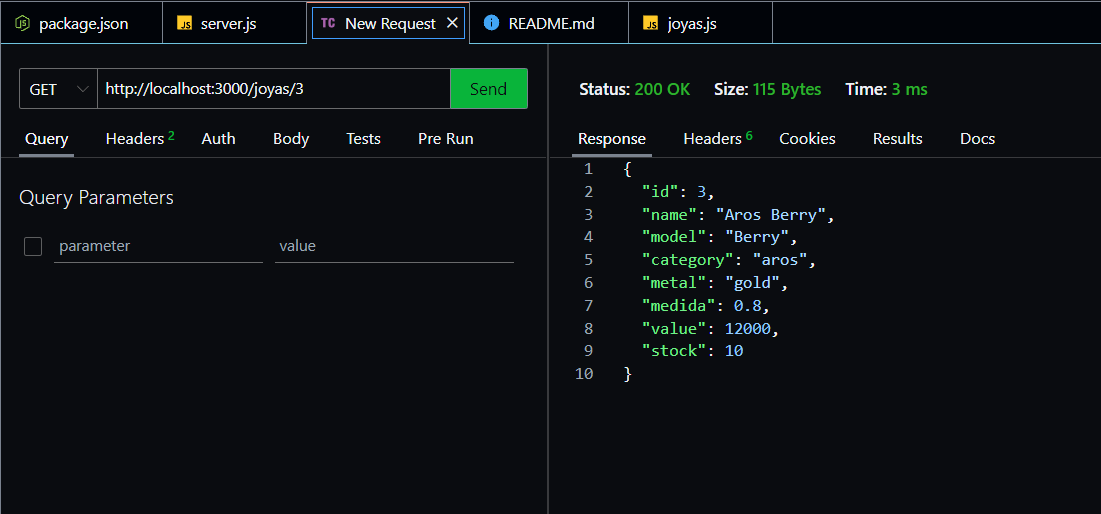 package.json
JS server.js
TC New Request ×
README.md
JS joyas.js
GET http://localhost:3000/joyas/3 Send
Query Headers 2 Auth Body Tests Pre Run
Query Parameters
parameter value
Status: 200 OK Size: 115 Bytes Time: 3 ms
Response Headers 6 Cookies Results Docs
1 {
2 "id": 3,
3 "name": "Aros Berry",
4 "model": "Berry",
5 "category": "aros",
6 "metal": "gold",
7 "medida": 0.8,
8 "value": 12000,
9 "stock": 10
10 }